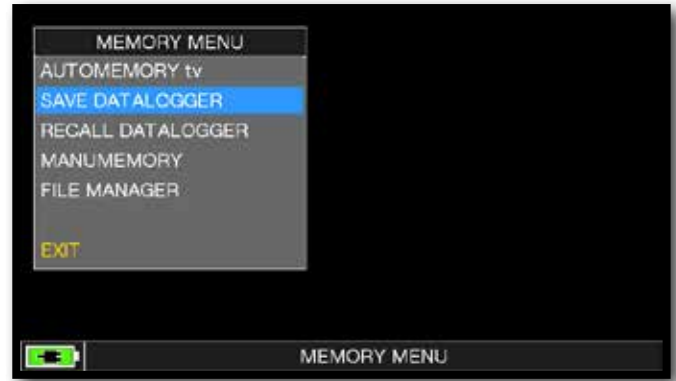 MEMORY MENU
AUTOMEMORY tv
SAVE DATALOGGER
RECALL DATALOGGER
MANUMEMORY
FILE MANAGER
EXIT
MEMORY MENU